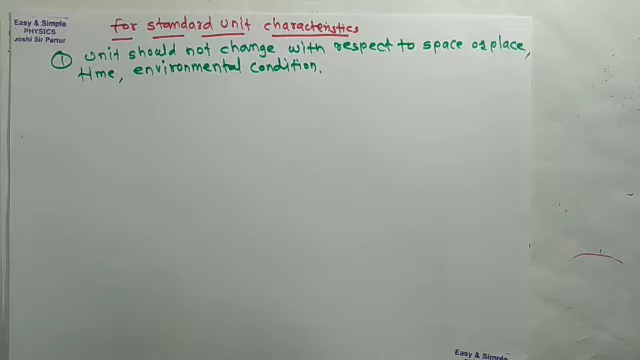 Easy & Simple
PHYSICS
Joshi Sir Partur
for standard unit characteristics
① Unit should not change with respect to space or place,
time, environmental condition.
Easy & Simple